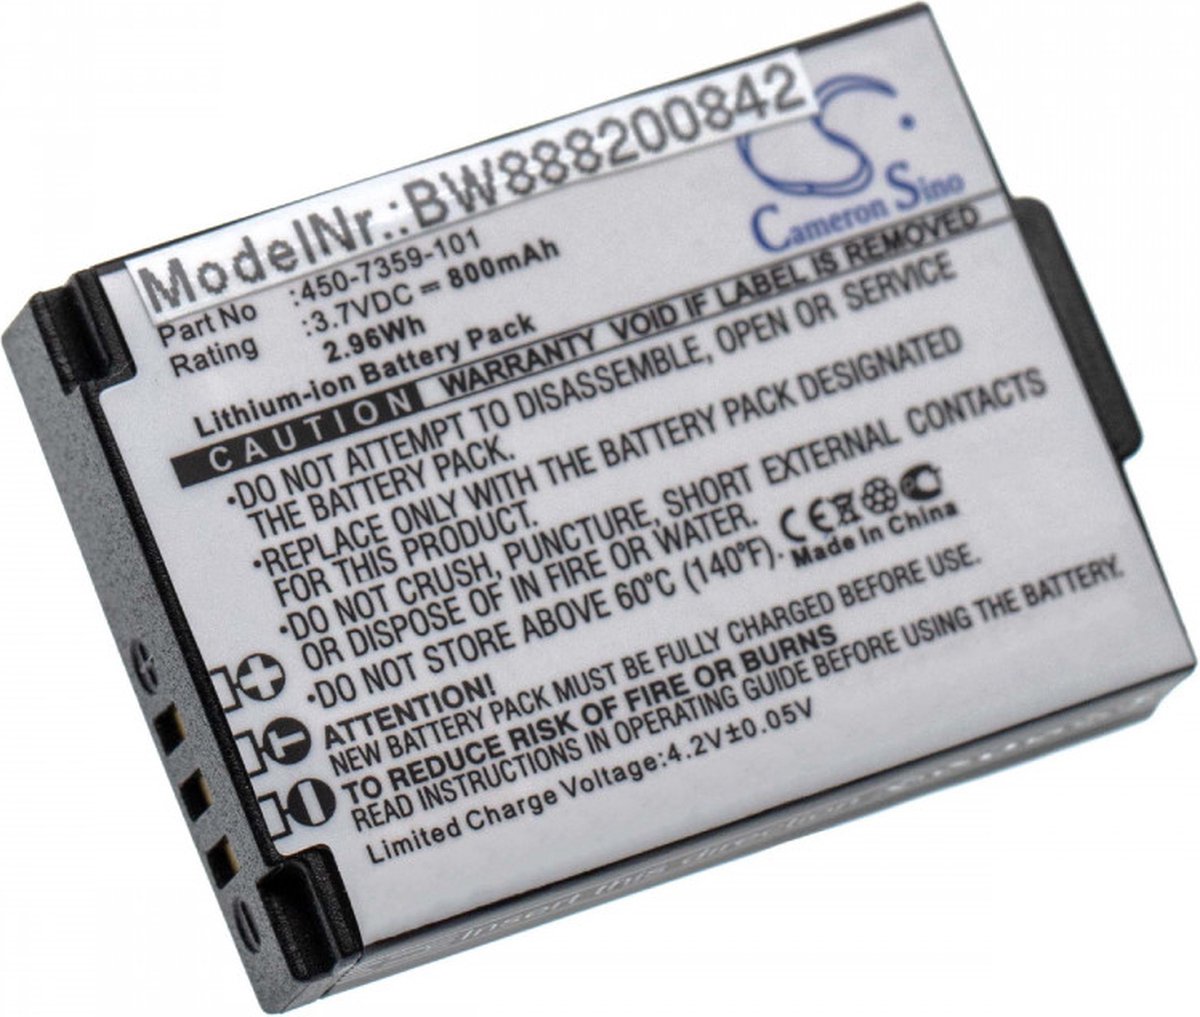 ModelNr.:BW888200842
CS
Cameron Sino
Part No :450-7359-101
Rating :3.7VDC = 800mAh
2.96Wh
Lithium-ion Battery Pack
CAUTION WARRANTY VOID IF LABEL IS REMOVED
·DO NOT ATTEMPT TO DISASSEMBLE, OPEN OR SERVICE
THE BATTERY PACK.
·REPLACE ONLY WITH THE BATTERY PACK DESIGNATED
FOR THIS PRODUCT.
·DO NOT CRUSH, PUNCTURE, SHORT EXTERNAL CONTACTS
OR DISPOSE OF IN FIRE OR WATER.
·DO NOT STORE ABOVE 60°C (140°F).
CE
Made In China
ATTENTION!
NEW BATTERY PACK MUST BE FULLY CHARGED BEFORE USE.
TO REDUCE RISK OF FIRE OR BURNS
READ INSTRUCTIONS OPERATING GUIDE BEFORE USING THE BATTERY.
Limited Charge Voltage:4.2V±0.05V
Insert this direction